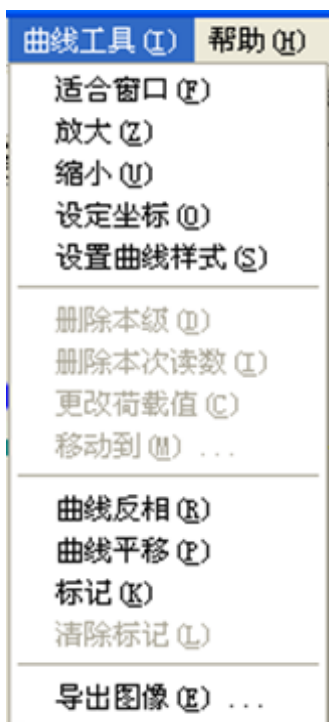 曲线工具(I) 帮助(H)
适合窗口(F)
放大(Z)
缩小(U)
设定坐标(O)
设置曲线样式(S)
删除本级(D)
删除本次读数(I)
更改荷载值(C)
移动到(M) ...
曲线反相(R)
曲线平移(P)
标记(K)
清除标记(L)
导出图像(E) ...